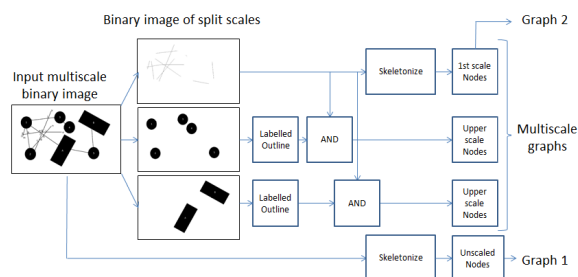 Binary image of split scales
Graph 2
Input multiscale
binary image
Skeletonize
1st scale
Nodes
Labelled
Outline
AND
Upper
scale
Nodes
Multiscale
graphs
Labelled
Outline
AND
Upper
scale
Nodes
Skeletonize
Unscaled
Nodes
Graph 1